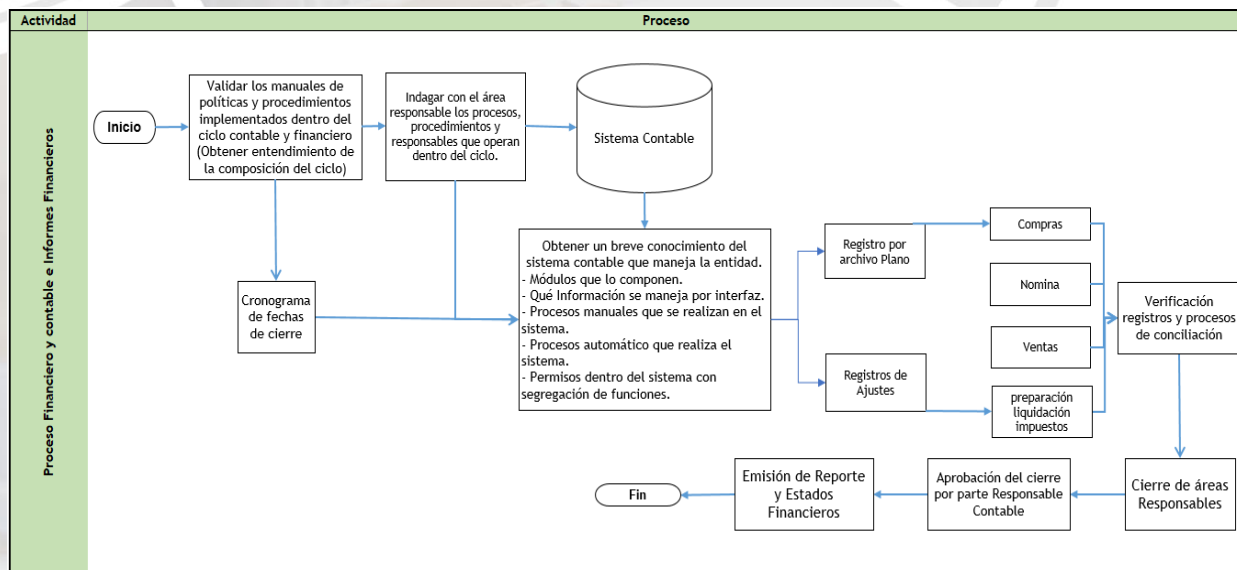 Actividad
Proceso
Proceso Financiero y contable e Informes Financieros
Inicio
Validar los manuales de
políticas y procedimientos
implementados dentro del
ciclo contable y financiero
(Obtener entendimiento de
la composición del ciclo)
Indagar con el área
responsable los procesos,
procedimientos y
responsables que operan
dentro del ciclo.
Sistema Contable
Cronograma
de fechas
de cierre
Obtener un breve conocimiento del
sistema contable que maneja la entidad.
- Módulos que lo componen.
- Qué Información se maneja por interfaz.
- Procesos manuales que se realizan en el
sistema.
- Procesos automático que realiza el
sistema.
- Permisos dentro del sistema con
segregación de funciones.
Registro por
archivo Plano
Registros de
Ajustes
Compras
Nomina
Ventas
preparación
liquidación
impuestos
Verificación
registros y procesos
de conciliación
Cierre de áreas
Responsables
Aprobación del cierre
por parte Responsable
Contable
Emisión de Reporte
y Estados
Financieros
Fin